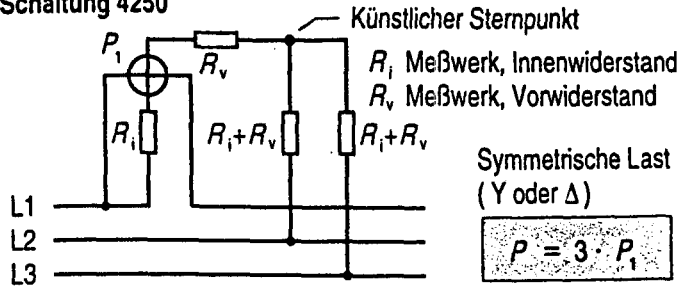 Schaltung 4250
Künstlicher Sternpunkt
P₁
Rᵥ
Rᵢ Meßwerk, Innenwiderstand
Rᵥ Meßwerk, Vorwiderstand
Rᵢ
Rᵢ+Rᵥ
Rᵢ+Rᵥ
Symmetrische Last
(Y oder Δ)
L1
L2
L3
P = 3 · P₁